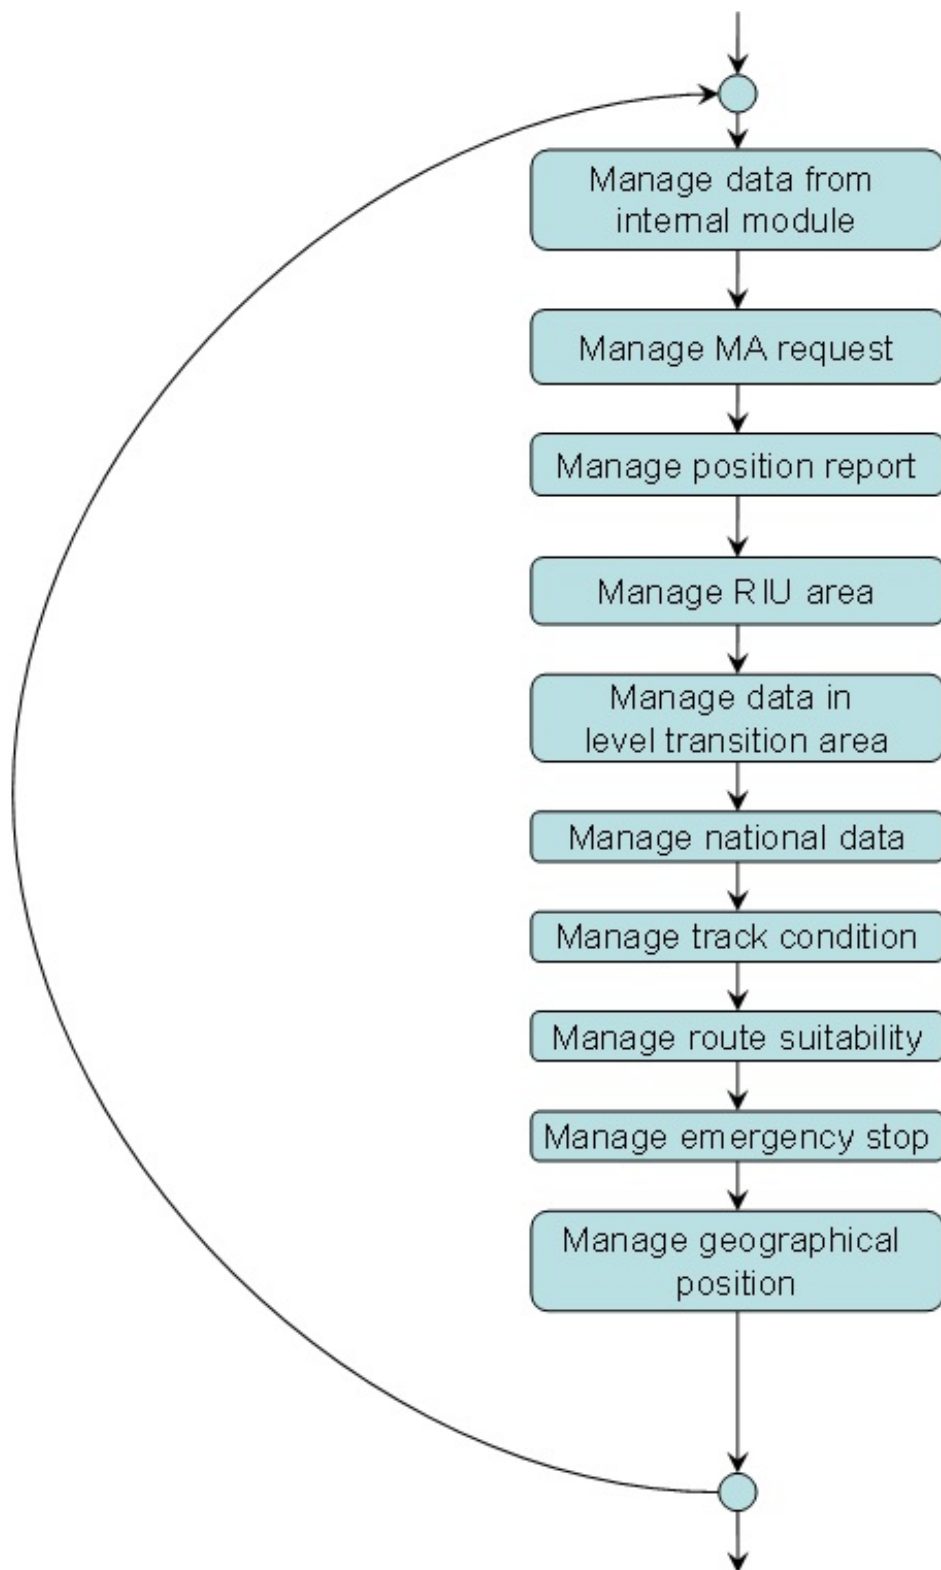 Manage data from
internal module
Manage MA request
Manage position report
Manage RIU area
Manage data in
level transition area
Manage national data
Manage track condition
Manage route suitability
Manage emergency stop
Manage geographical
position